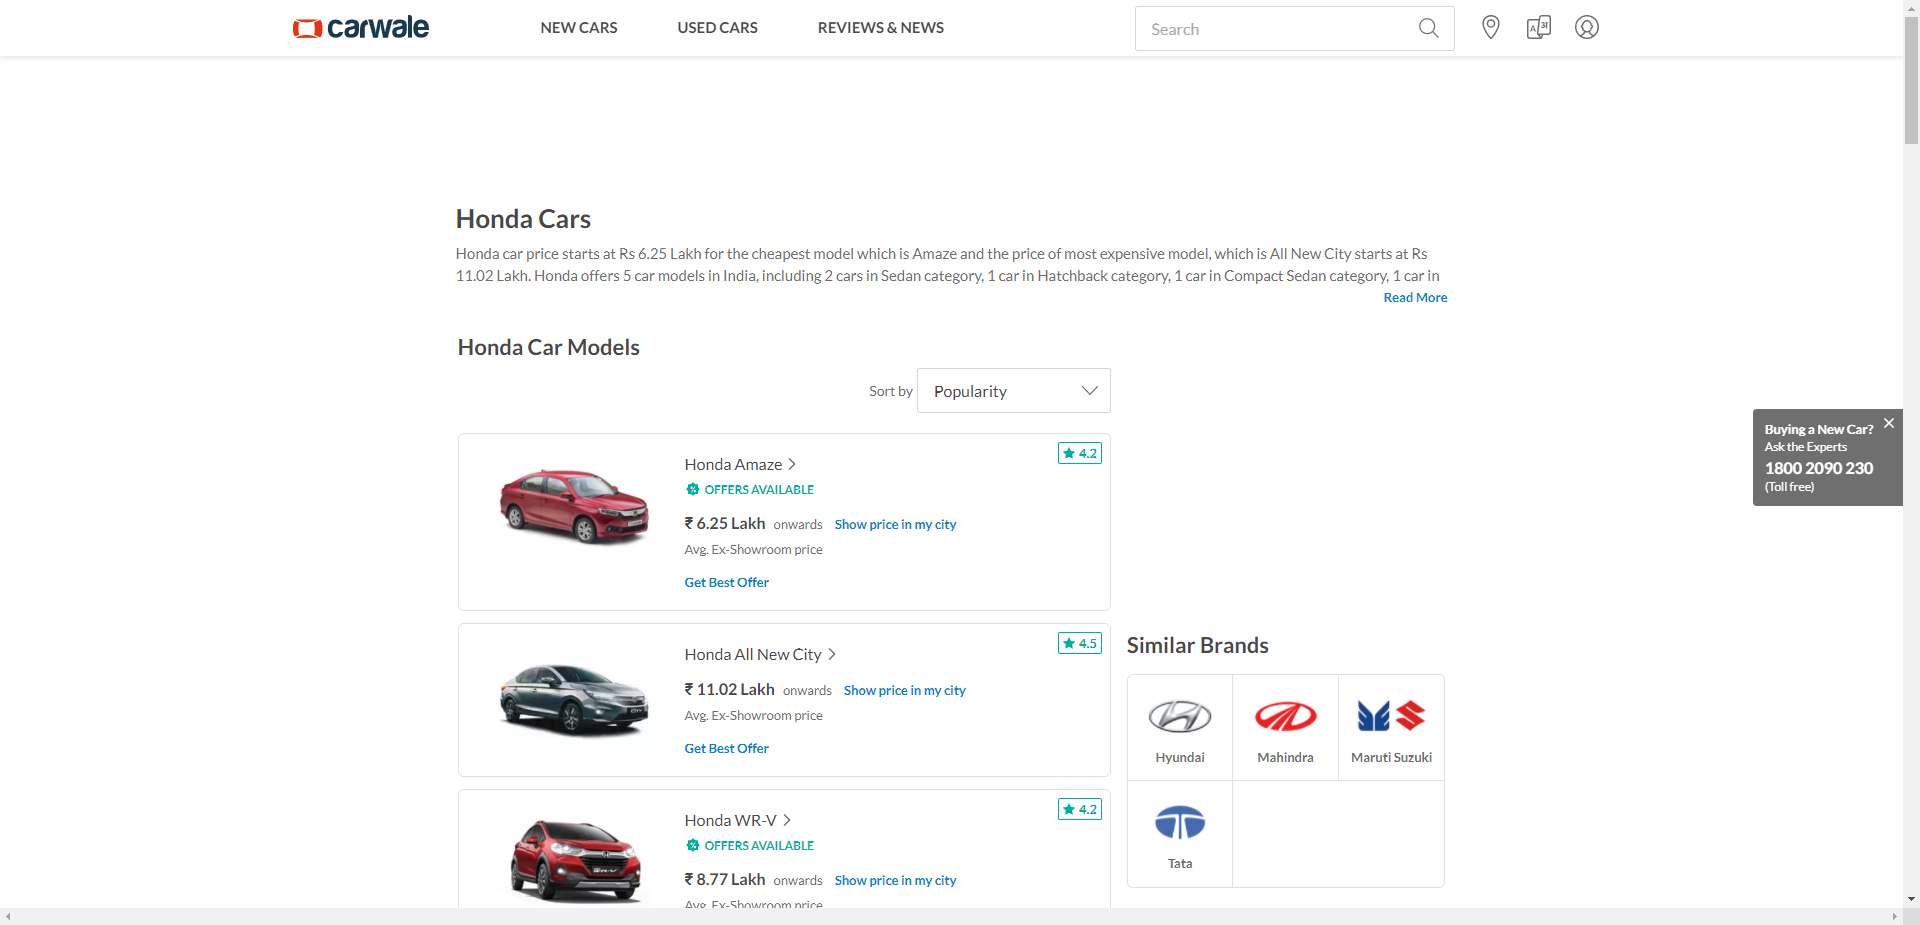 carwale
NEW CARS
USED CARS
REVIEWS & NEWS
Search
Honda Cars
Honda car price starts at Rs 6.25 Lakh for the cheapest model which is Amaze and the price of most expensive model, which is All New City starts at Rs
11.02 Lakh. Honda offers 5 car models in India, including 2 cars in Sedan category, 1 car in Hatchback category, 1 car in Compact Sedan category, 1 car in
Read More
Honda Car Models
Sort by
Popularity
Honda Amaze
4.2
OFFERS AVAILABLE
₹ 6.25 Lakh onwards Show price in my city
Avg. Ex-Showroom price
Get Best Offer
Honda All New City
4.5
₹ 11.02 Lakh onwards Show price in my city
Avg. Ex-Showroom price
Get Best Offer
Honda WR-V
4.2
OFFERS AVAILABLE
₹ 8.77 Lakh onwards Show price in my city
Avg. Ex-Showroom price
Buying a New Car?
Ask the Experts
1800 2090 230
(Toll free)
Similar Brands
Hyundai
Mahindra
Maruti Suzuki
Tata